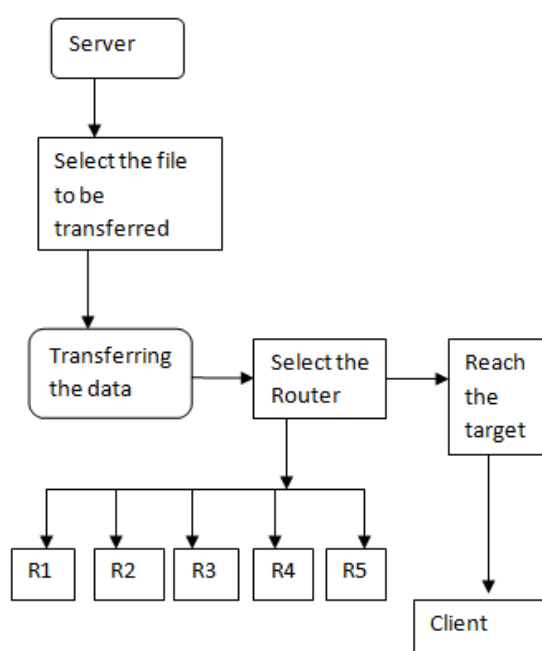 Server
Select the file
to be
transferred
Transferring
the data
Select the
Router
Reach
the
target
R1
R2
R3
R4
R5
Client